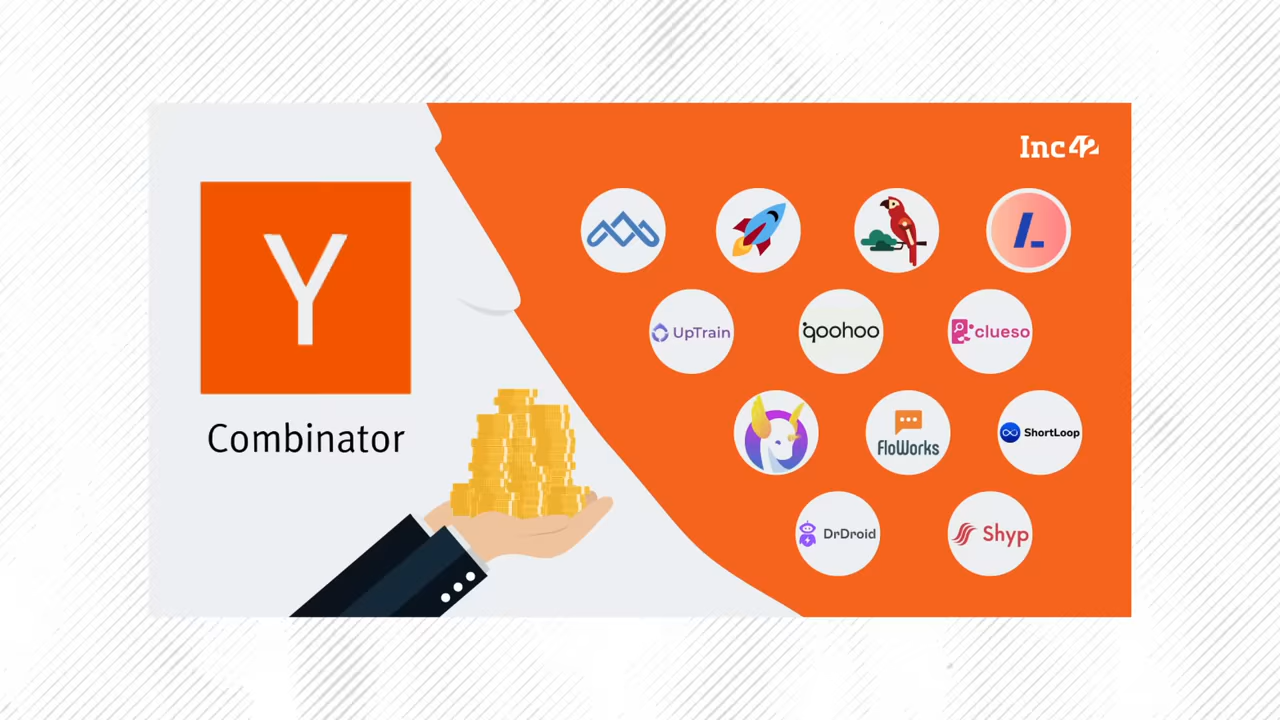 Inc42
Y
Combinator
UpTrain
qoohoo
clueso
FloWorks
ShortLoop
DrDroid
Shyp